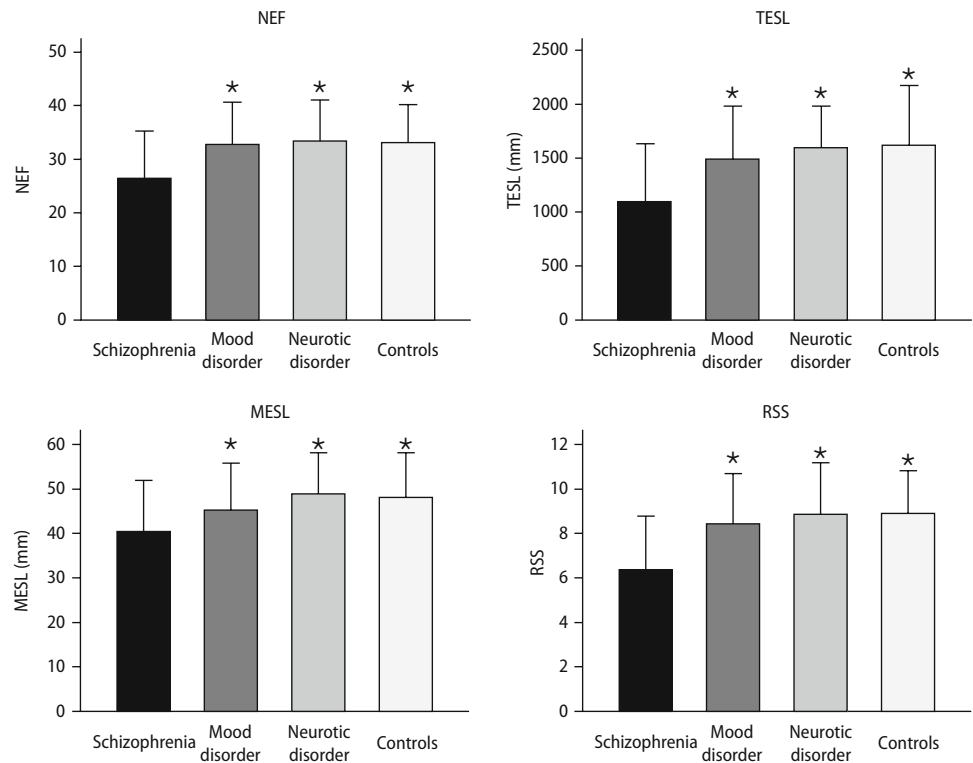 NEF
50
40
30
20
10
0
NEF
*
*
*
Schizophrenia
Mood
disorder
Neurotic
disorder
Controls
TESL
2500
2000
1500
1000
500
0
TESL (mm)
*
*
*
Schizophrenia
Mood
disorder
Neurotic
disorder
Controls
MESL
60
50
40
30
20
10
0
MESL (mm)
*
*
*
Schizophrenia
Mood
disorder
Neurotic
disorder
Controls
RSS
12
10
8
6
4
2
0
RSS
*
*
*
Schizophrenia
Mood
disorder
Neurotic
disorder
Controls